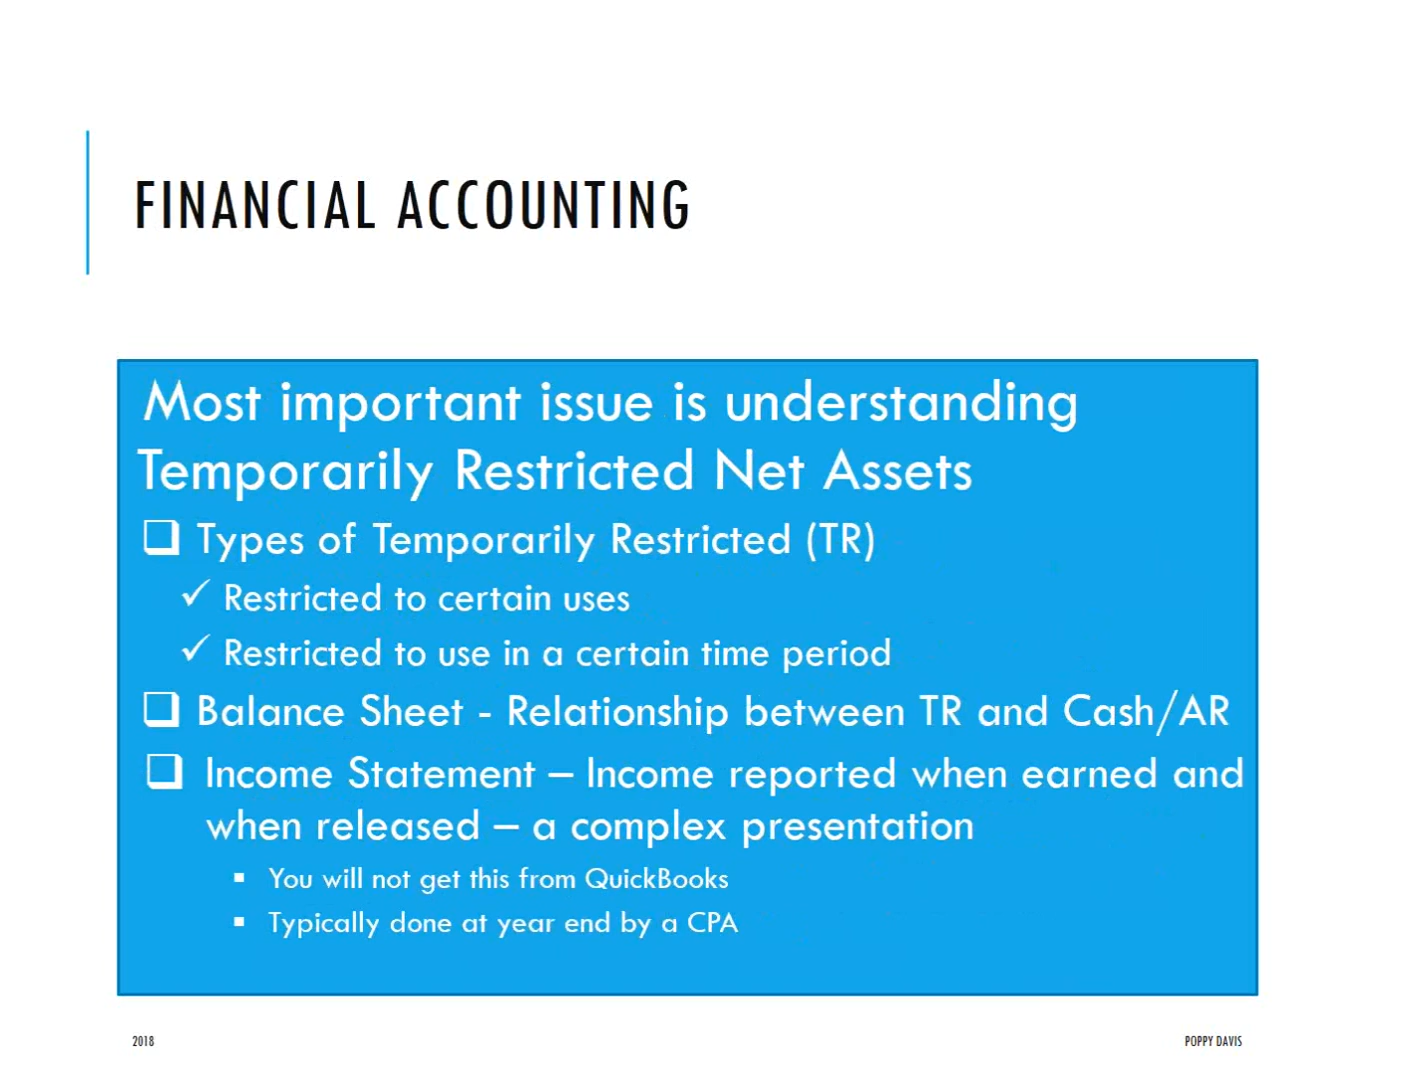 FINANCIAL ACCOUNTING
Most important issue is understanding
Temporarily Restricted Net Assets
❑ Types of Temporarily Restricted (TR)
✓ Restricted to certain uses
✓ Restricted to use in a certain time period
❑ Balance Sheet - Relationship between TR and Cash/AR
❑ Income Statement – Income reported when earned and
when released – a complex presentation
▪ You will not get this from QuickBooks
▪ Typically done at year end by a CPA
2018
POPPY DAVIS